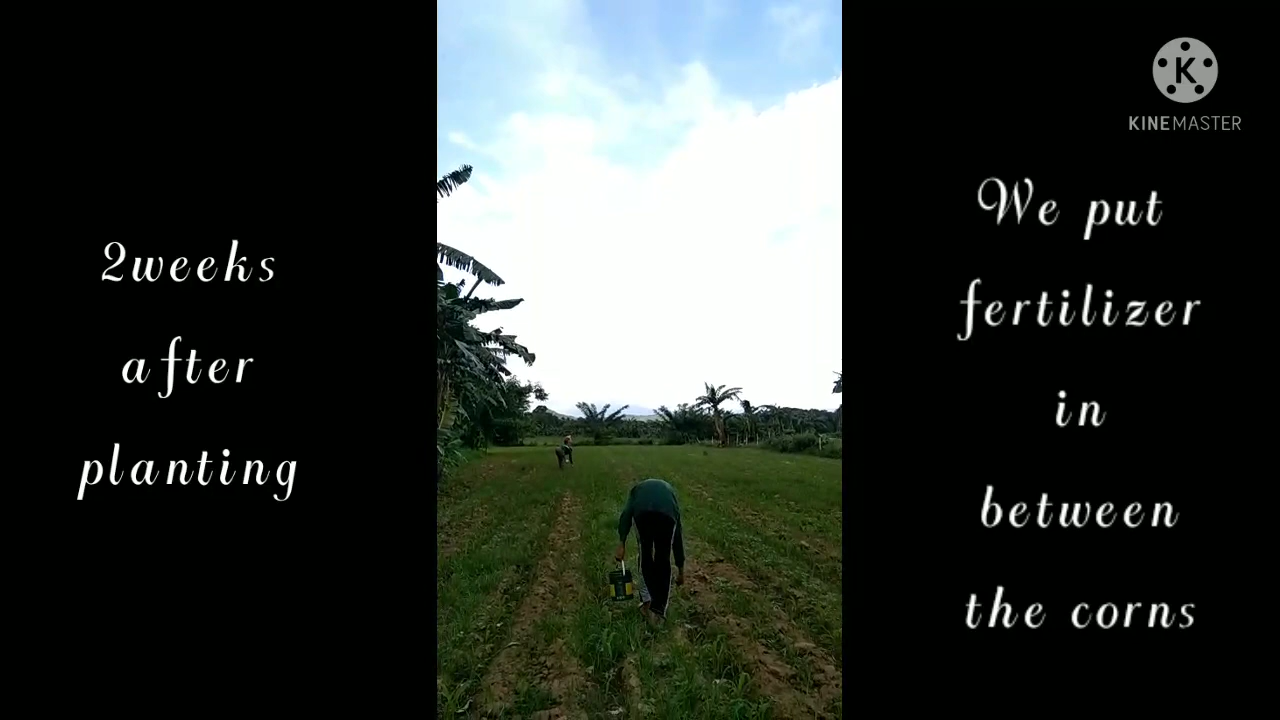 2weeks
after
planting
KINEMASTER
We put
fertilizer
in
between
the corns